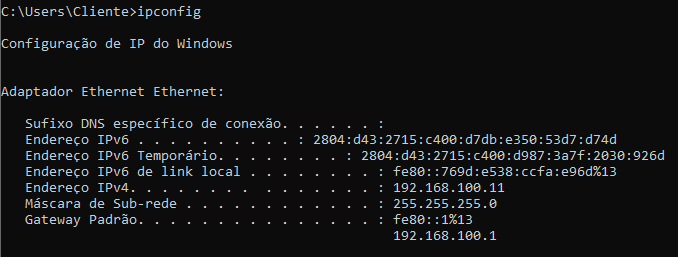 C:\Users\Cliente>ipconfig
Configuração de IP do Windows
Adaptador Ethernet Ethernet:
Sufixo DNS específico de conexão. . . . . . :
Endereço IPv6 . . . . . . . . . . : 2804:d43:2715:c400:d7db:e350:53d7:d74d
Endereço IPv6 Temporário. . . . . . . . : 2804:d43:2715:c400:d987:3a7f:2030:926d
Endereço IPv6 de link local . . . . . . . . : fe80::769d:e538:ccfa:e96d%13
Endereço IPv4. . . . . . . . . . . . . . . : 192.168.100.11
Máscara de Sub-rede . . . . . . . . . . . . : 255.255.255.0
Gateway Padrão. . . . . . . . . . . . . . . : fe80::1%13
192.168.100.1